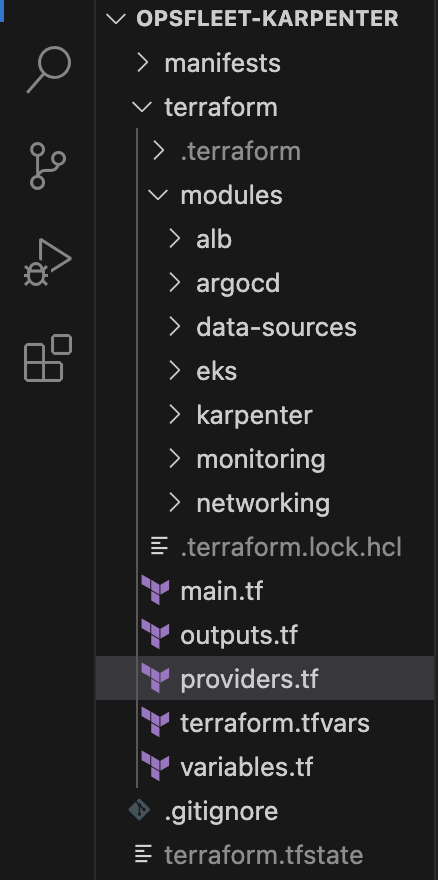 OPSFLEET-KARPENTER
manifests
terraform
.terraform
modules
alb
argocd
data-sources
eks
karpenter
monitoring
networking
.terraform.lock.hcl
main.tf
outputs.tf
providers.tf
terraform.tfvars
variables.tf
.gitignore
terraform.tfstate